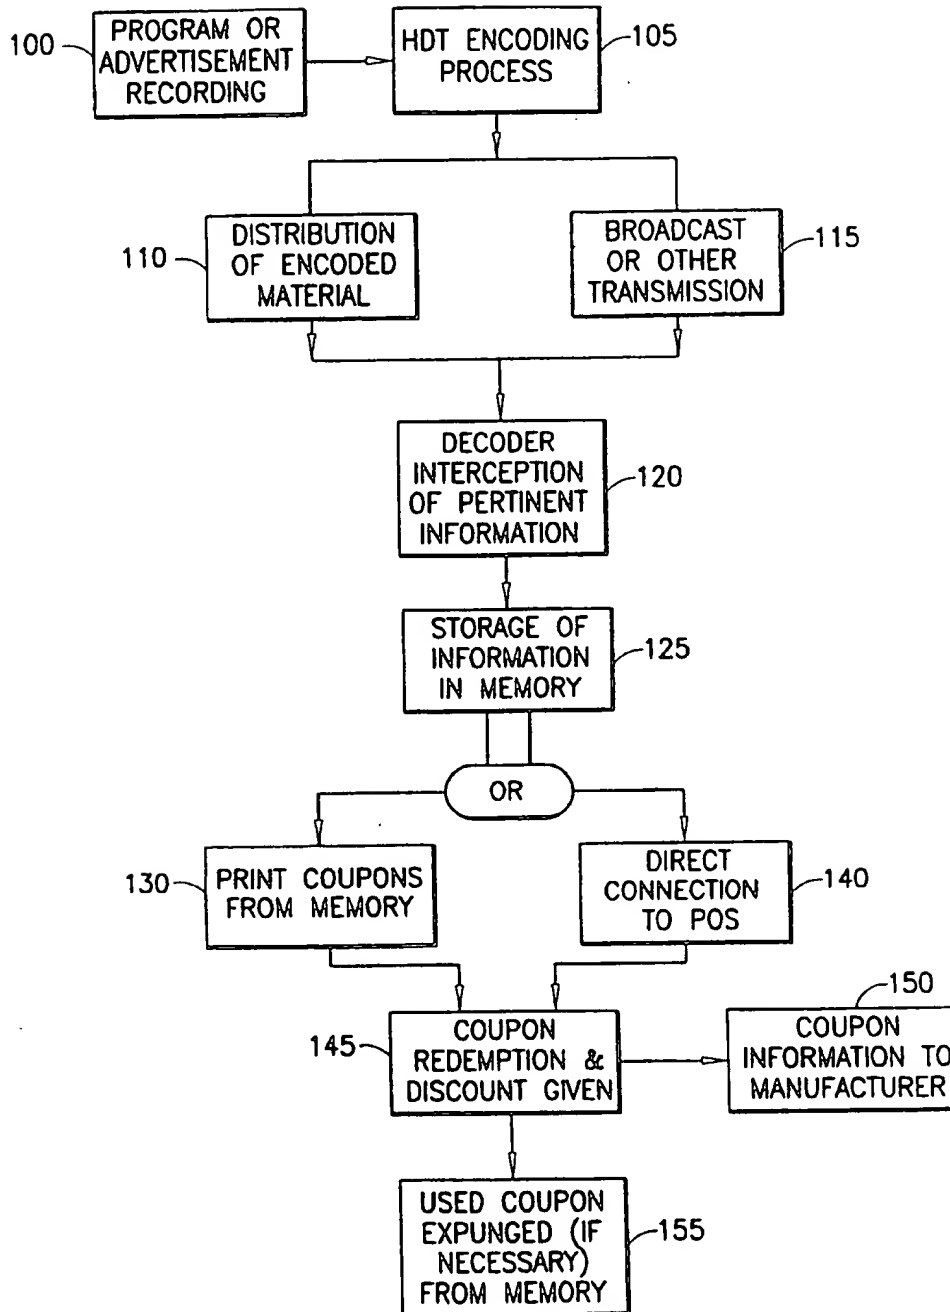 100
PROGRAM OR
ADVERTISEMENT
RECORDING
HDT ENCODING
PROCESS
105
110
DISTRIBUTION
OF ENCODED
MATERIAL
BROADCAST
OR OTHER
TRANSMISSION
115
DECODER
INTERCEPTION
OF PERTINENT
INFORMATION
120
STORAGE OF
INFORMATION
IN MEMORY
125
OR
130
PRINT COUPONS
FROM MEMORY
DIRECT
CONNECTION
TO POS
140
145
COUPON
REDEMPTION &
DISCOUNT GIVEN
150
COUPON
INFORMATION TO
MANUFACTURER
USED COUPON
EXPUNGED (IF
NECESSARY)
FROM MEMORY
155